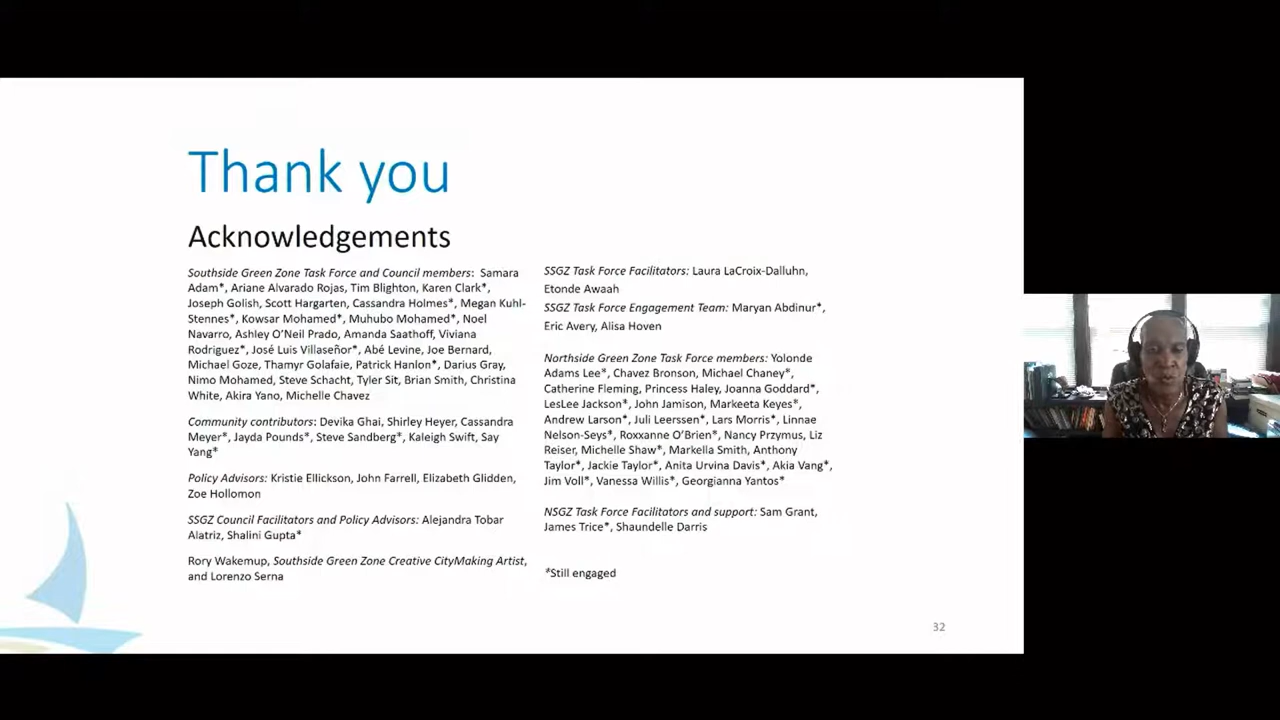 Thank you
Acknowledgements
Southside Green Zone Task Force and Council members: Samara
Adam*, Ariane Alvarado Rojas, Tim Blighton, Karen Clark*,
Joseph Golish, Scott Hargarten, Cassandra Holmes*, Megan Kuhl-
Stennes*, Kowsar Mohamed*, Muhubo Mohamed*, Noel
Navarro, Ashley O’Neil Prado, Amanda Saathoff, Viviana
Rodriguez*, José Luis Villaseñor*, Abé Levine, Joe Bernard,
Michael Goze, Thamyr Golafaie, Patrick Hanlon*, Darius Gray,
Nimo Mohamed, Steve Schacht, Tyler Sit, Brian Smith, Christina
White, Akira Yano, Michelle Chavez
Community contributors: Devika Ghai, Shirley Heyer, Cassandra
Meyer*, Jayda Pounds*, Steve Sandberg*, Kaleigh Swift, Say
Yang*
Policy Advisors: Kristie Ellickson, John Farrell, Elizabeth Glidden,
Zoe Hollomon
SSGZ Council Facilitators and Policy Advisors: Alejandra Tobar
Alatriz, Shalini Gupta*
Rory Wakemup, Southside Green Zone Creative CityMaking Artist,
and Lorenzo Serna
SSGZ Task Force Facilitators: Laura LaCroix-Dalluhn,
Etonde Awaah
SSGZ Task Force Engagement Team: Maryan Abdinur*,
Eric Avery, Alisa Hoven
Northside Green Zone Task Force members: Yolonde
Adams Lee*, Chavez Bronson, Michael Chaney*,
Catherine Fleming, Princess Haley, Joanna Goddard*,
LesLee Jackson*, John Jamison, Markeeta Keyes*,
Andrew Larson*, Juli Leerssen*, Lars Morris*, Linnae
Nelson-Seys*, Roxxanne O’Brien*, Nancy Przymus, Liz
Reiser, Michelle Shaw*, Markella Smith, Anthony
Taylor*, Jackie Taylor*, Anita Urvina Davis*, Akia Vang*,
Jim Voll*, Vanessa Willis*, Georgianna Yantos*
NSGZ Task Force Facilitators and support: Sam Grant,
James Trice*, Shaundelle Darris
*Still engaged
32